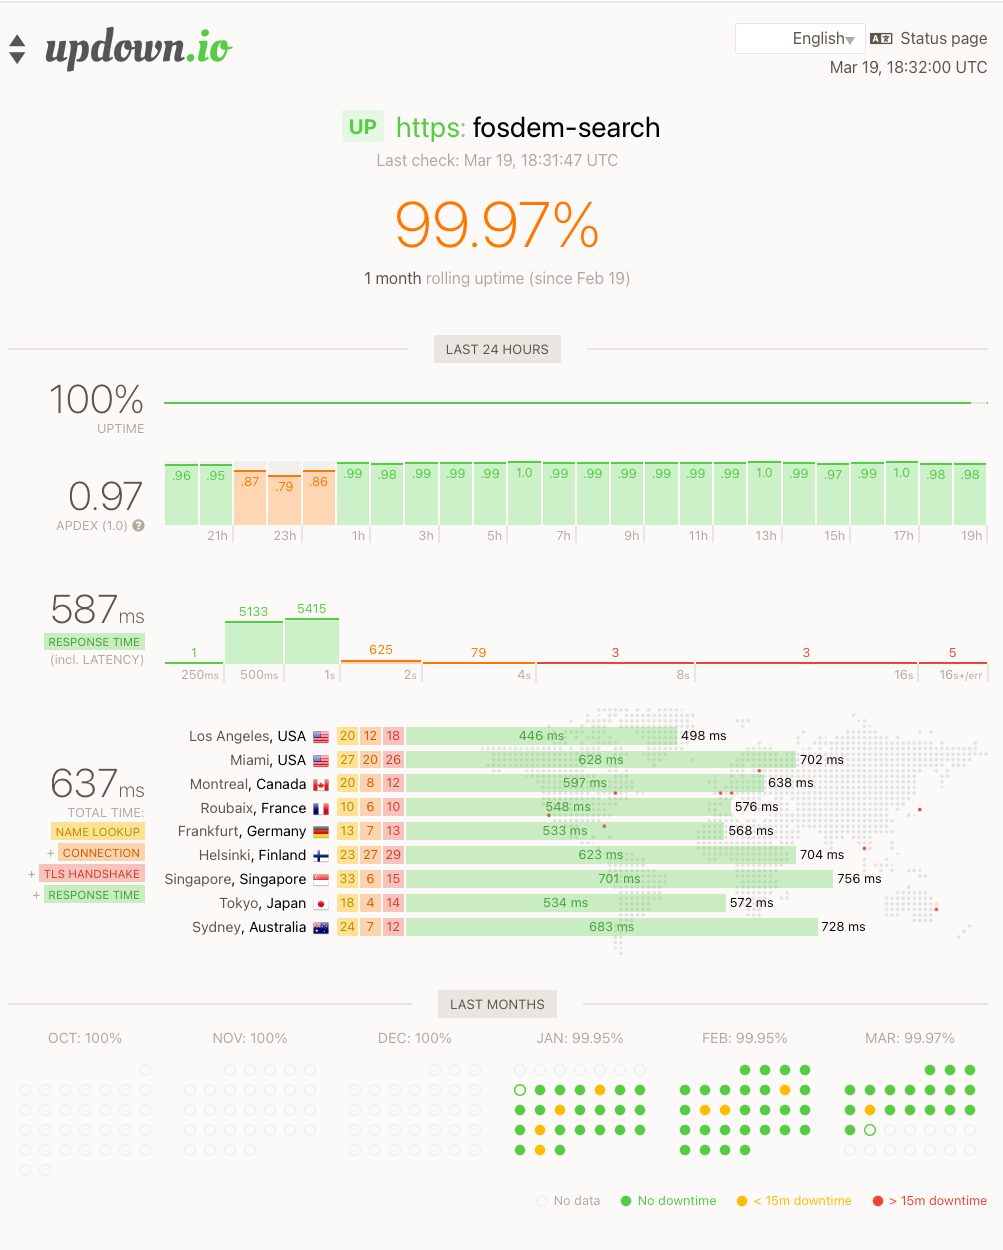 updown.io
English
Status page
Mar 19, 18:32:00 UTC
UP https: fosdem-search
Last check: Mar 19, 18:31:47 UTC
99.97%
1 month rolling uptime (since Feb 19)
LAST 24 HOURS
100%
UPTIME
.96 .95 .87 .79 .86 .99 .98 .99 .99 .99 1.0 .99 .99 .99 .99 .99 .99 1.0 .99 .97 .99 1.0 .98 .98
0.97
APDEX (1.0) ?
21h 23h 1h 3h 5h 7h 9h 11h 13h 15h 17h 19h
587ms
RESPONSE TIME
(incl. LATENCY)
1 5133 5415 625 79 3 3 5
250ms 500ms 1s 2s 4s 8s 16s 16s+/err
637ms
TOTAL TIME:
NAME LOOKUP
+ CONNECTION
+ TLS HANDSHAKE
+ RESPONSE TIME
Los Angeles, USA 20 12 18 446 ms 498 ms
Miami, USA 27 20 26 628 ms 702 ms
Montreal, Canada 20 8 12 597 ms 638 ms
Roubaix, France 10 6 10 548 ms 576 ms
Frankfurt, Germany 13 7 13 533 ms 568 ms
Helsinki, Finland 23 27 29 623 ms 704 ms
Singapore, Singapore 33 6 15 701 ms 756 ms
Tokyo, Japan 18 4 14 534 ms 572 ms
Sydney, Australia 24 7 12 683 ms 728 ms
LAST MONTHS
OCT: 100% NOV: 100% DEC: 100% JAN: 99.95% FEB: 99.95% MAR: 99.97%
No data No downtime < 15m downtime > 15m downtime